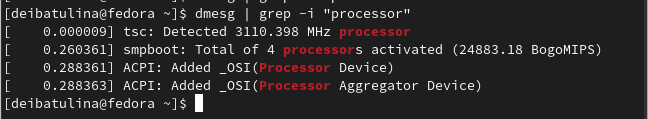 [deibatulina@fedora ~]$ dmesg | grep -i "processor"
[    0.000009] tsc: Detected 3110.398 MHz processor
[    0.260361] smpboot: Total of 4 processors activated (24883.18 BogoMIPS)
[    0.288361] ACPI: Added _OSI(Processor Device)
[    0.288363] ACPI: Added _OSI(Processor Aggregator Device)
[deibatulina@fedora ~]$